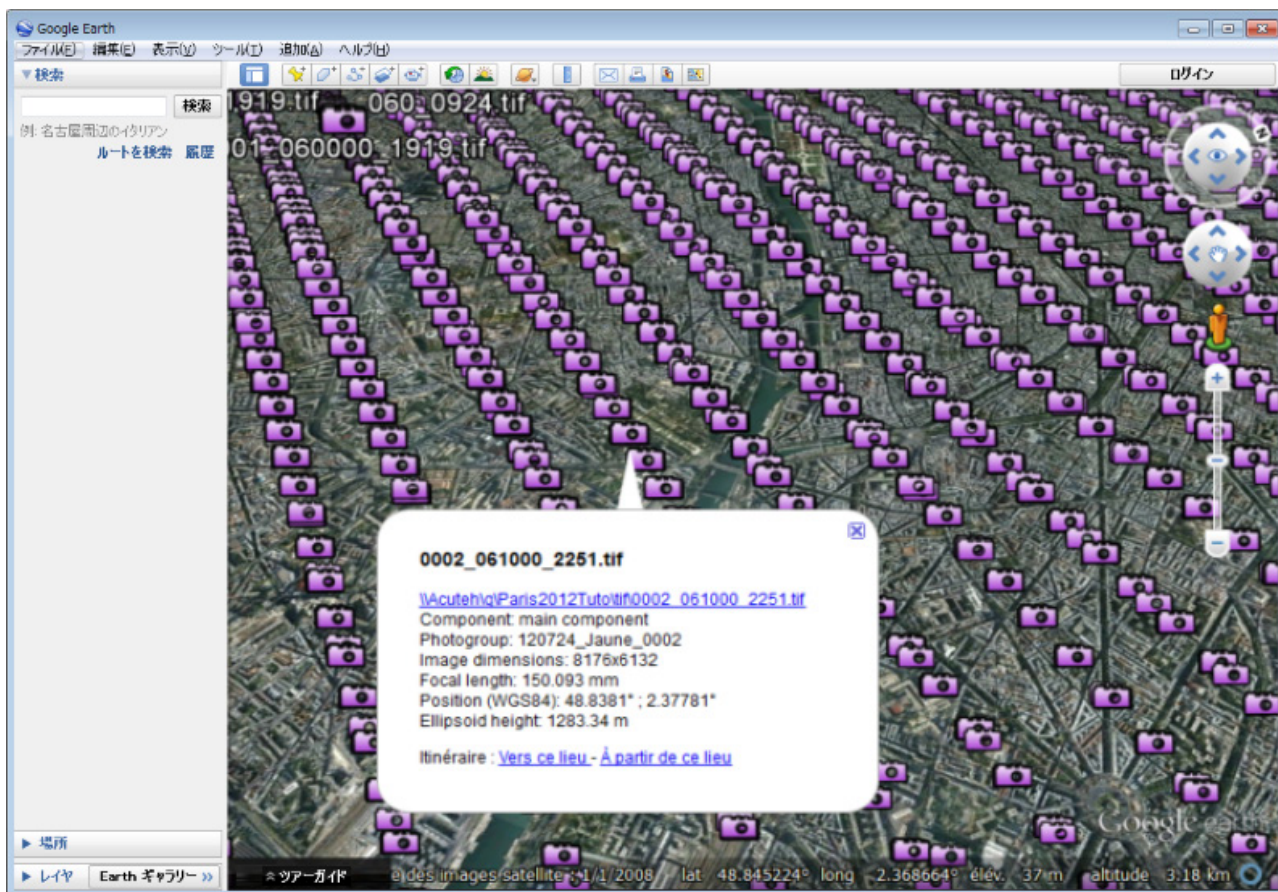 Google Earth
ファイル(F) 編集(E) 表示(V) ツール(T) 追加(A) ヘルプ(H)
▼検索
ログイン
検索
例: 名古屋周辺のイタリアン
ルートを検索 履歴
1919.tif 060_0924.tif
01_060000_1919.tif
N
0002_061000_2251.tif
\\Acuteh\q\Paris2012Tuto\tif\0002_061000_2251.tif
Component: main component
Photogroup: 120724_Jaune_0002
Image dimensions: 8176x6132
Focal length: 150.093 mm
Position (WGS84): 48.8381° ; 2.37781°
Ellipsoid height: 1283.34 m
Itinéraire : Vers ce lieu - À partir de ce lieu
Google earth
▶ 場所
▶ レイヤ Earth ギャラリー »
ツアーガイド e des images satellite : 1/1/2008 lat 48.845224° long 2.368664° élév. 37 m altitude 3.18 km